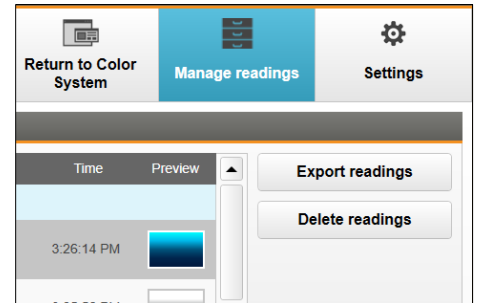 Return to Color
System
Manage readings
Settings
Time Preview
Export readings
Delete readings
3:26:14 PM